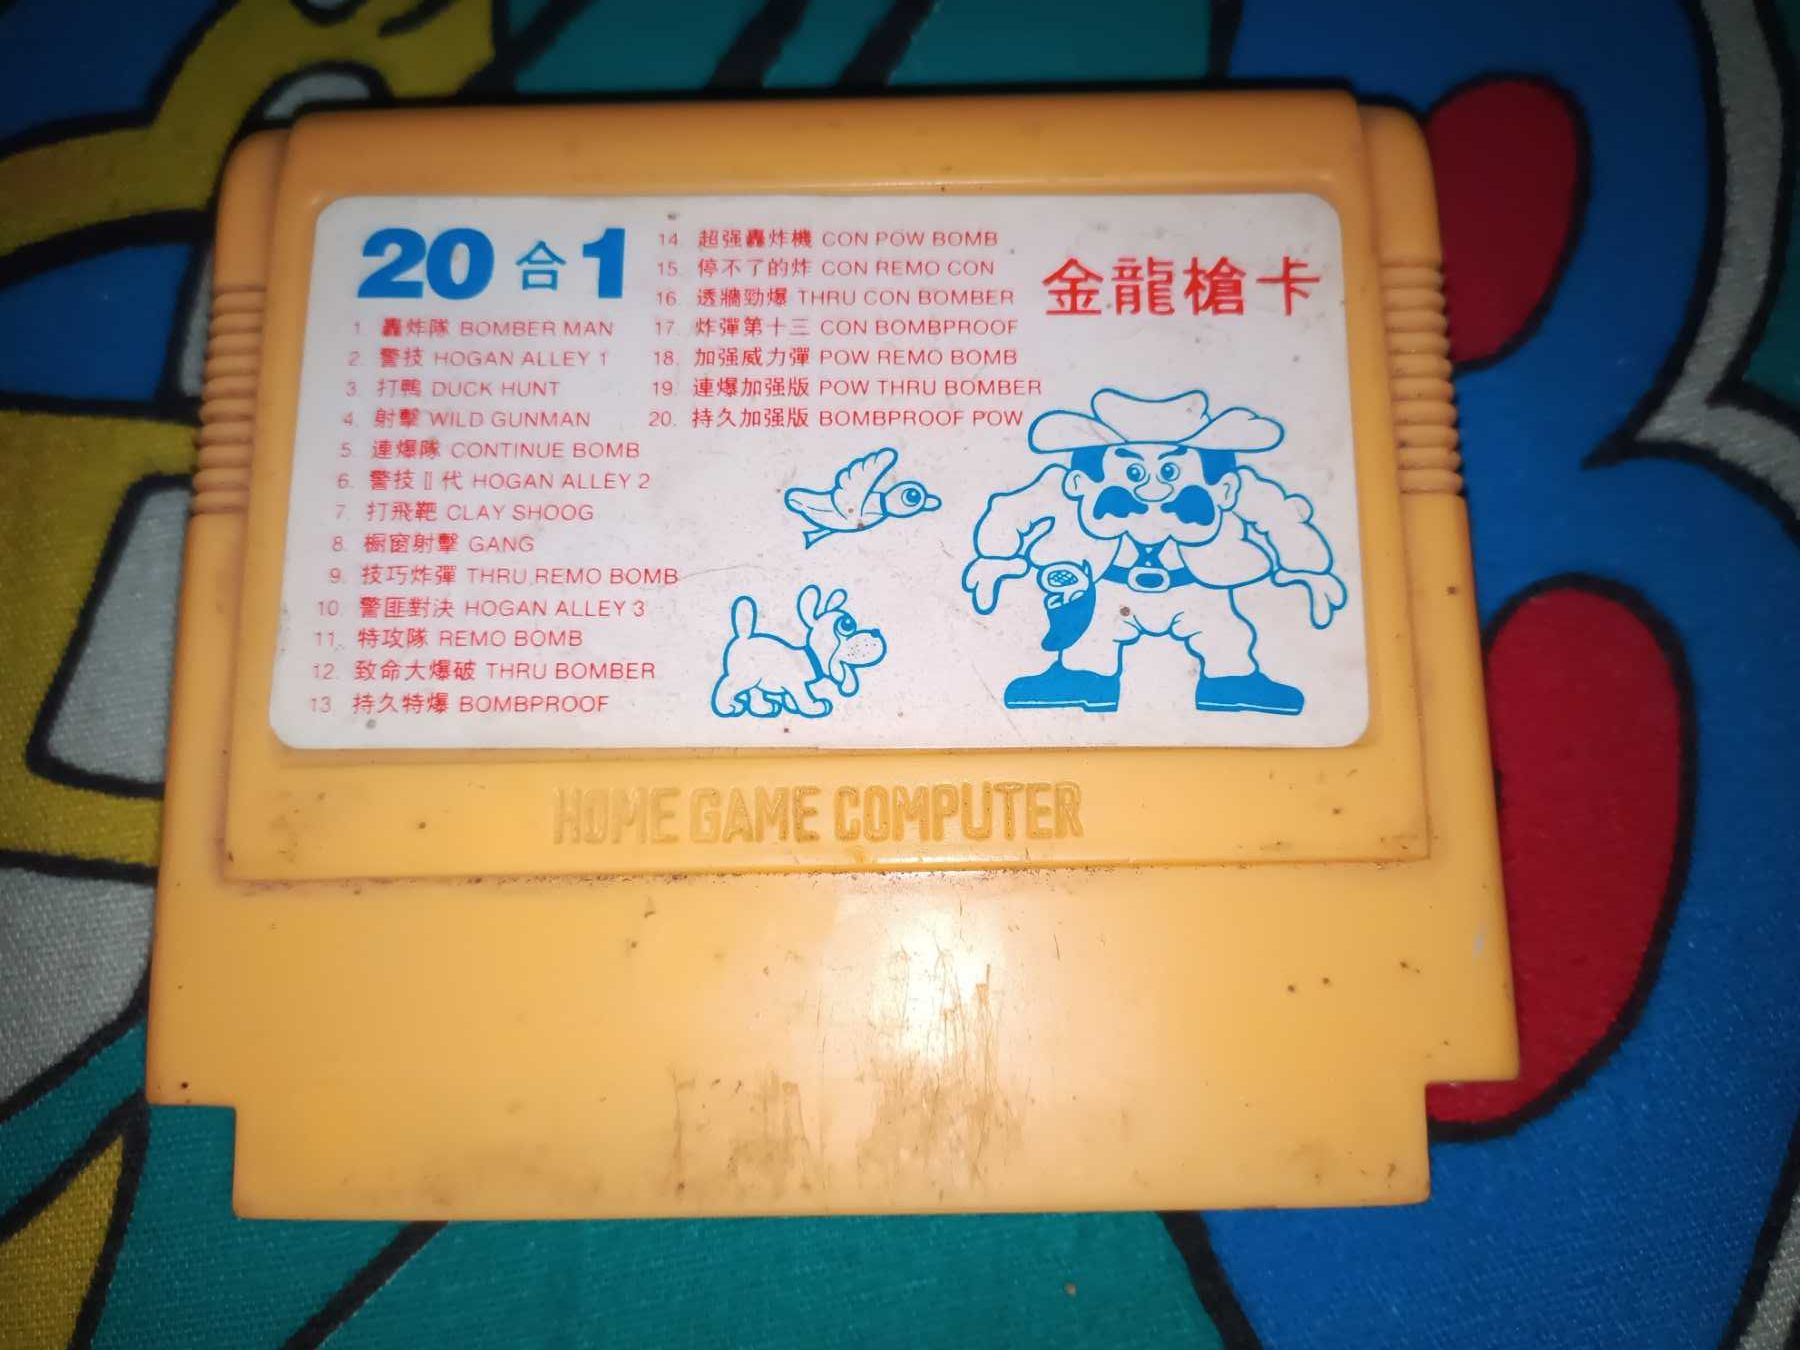 20合1
1. 轟炸隊 BOMBER MAN
2. 警技 HOGAN ALLEY 1
3. 打鴨 DUCK HUNT
4. 射擊 WILD GUNMAN
5. 連爆隊 CONTINUE BOMB
6. 警技Ⅱ代 HOGAN ALLEY 2
7. 打飛靶 CLAY SHOOG
8. 櫥窗射擊 GANG
9. 技巧炸彈 THRU REMO BOMB
10. 警匪對決 HOGAN ALLEY 3
11. 特攻隊 REMO BOMB
12. 致命大爆破 THRU BOMBER
13. 持久特爆 BOMBPROOF
14. 超强轟炸機 CON POW BOMB
15. 停不了的炸 CON REMO CON
16. 透牆勁爆 THRU CON BOMBER
17. 炸彈第十三 CON BOMBPROOF
18. 加强威力彈 POW REMO BOMB
19. 連爆加强版 POW THRU BOMBER
20. 持久加强版 BOMBPROOF POW
金龍槍卡
HOME GAME COMPUTER